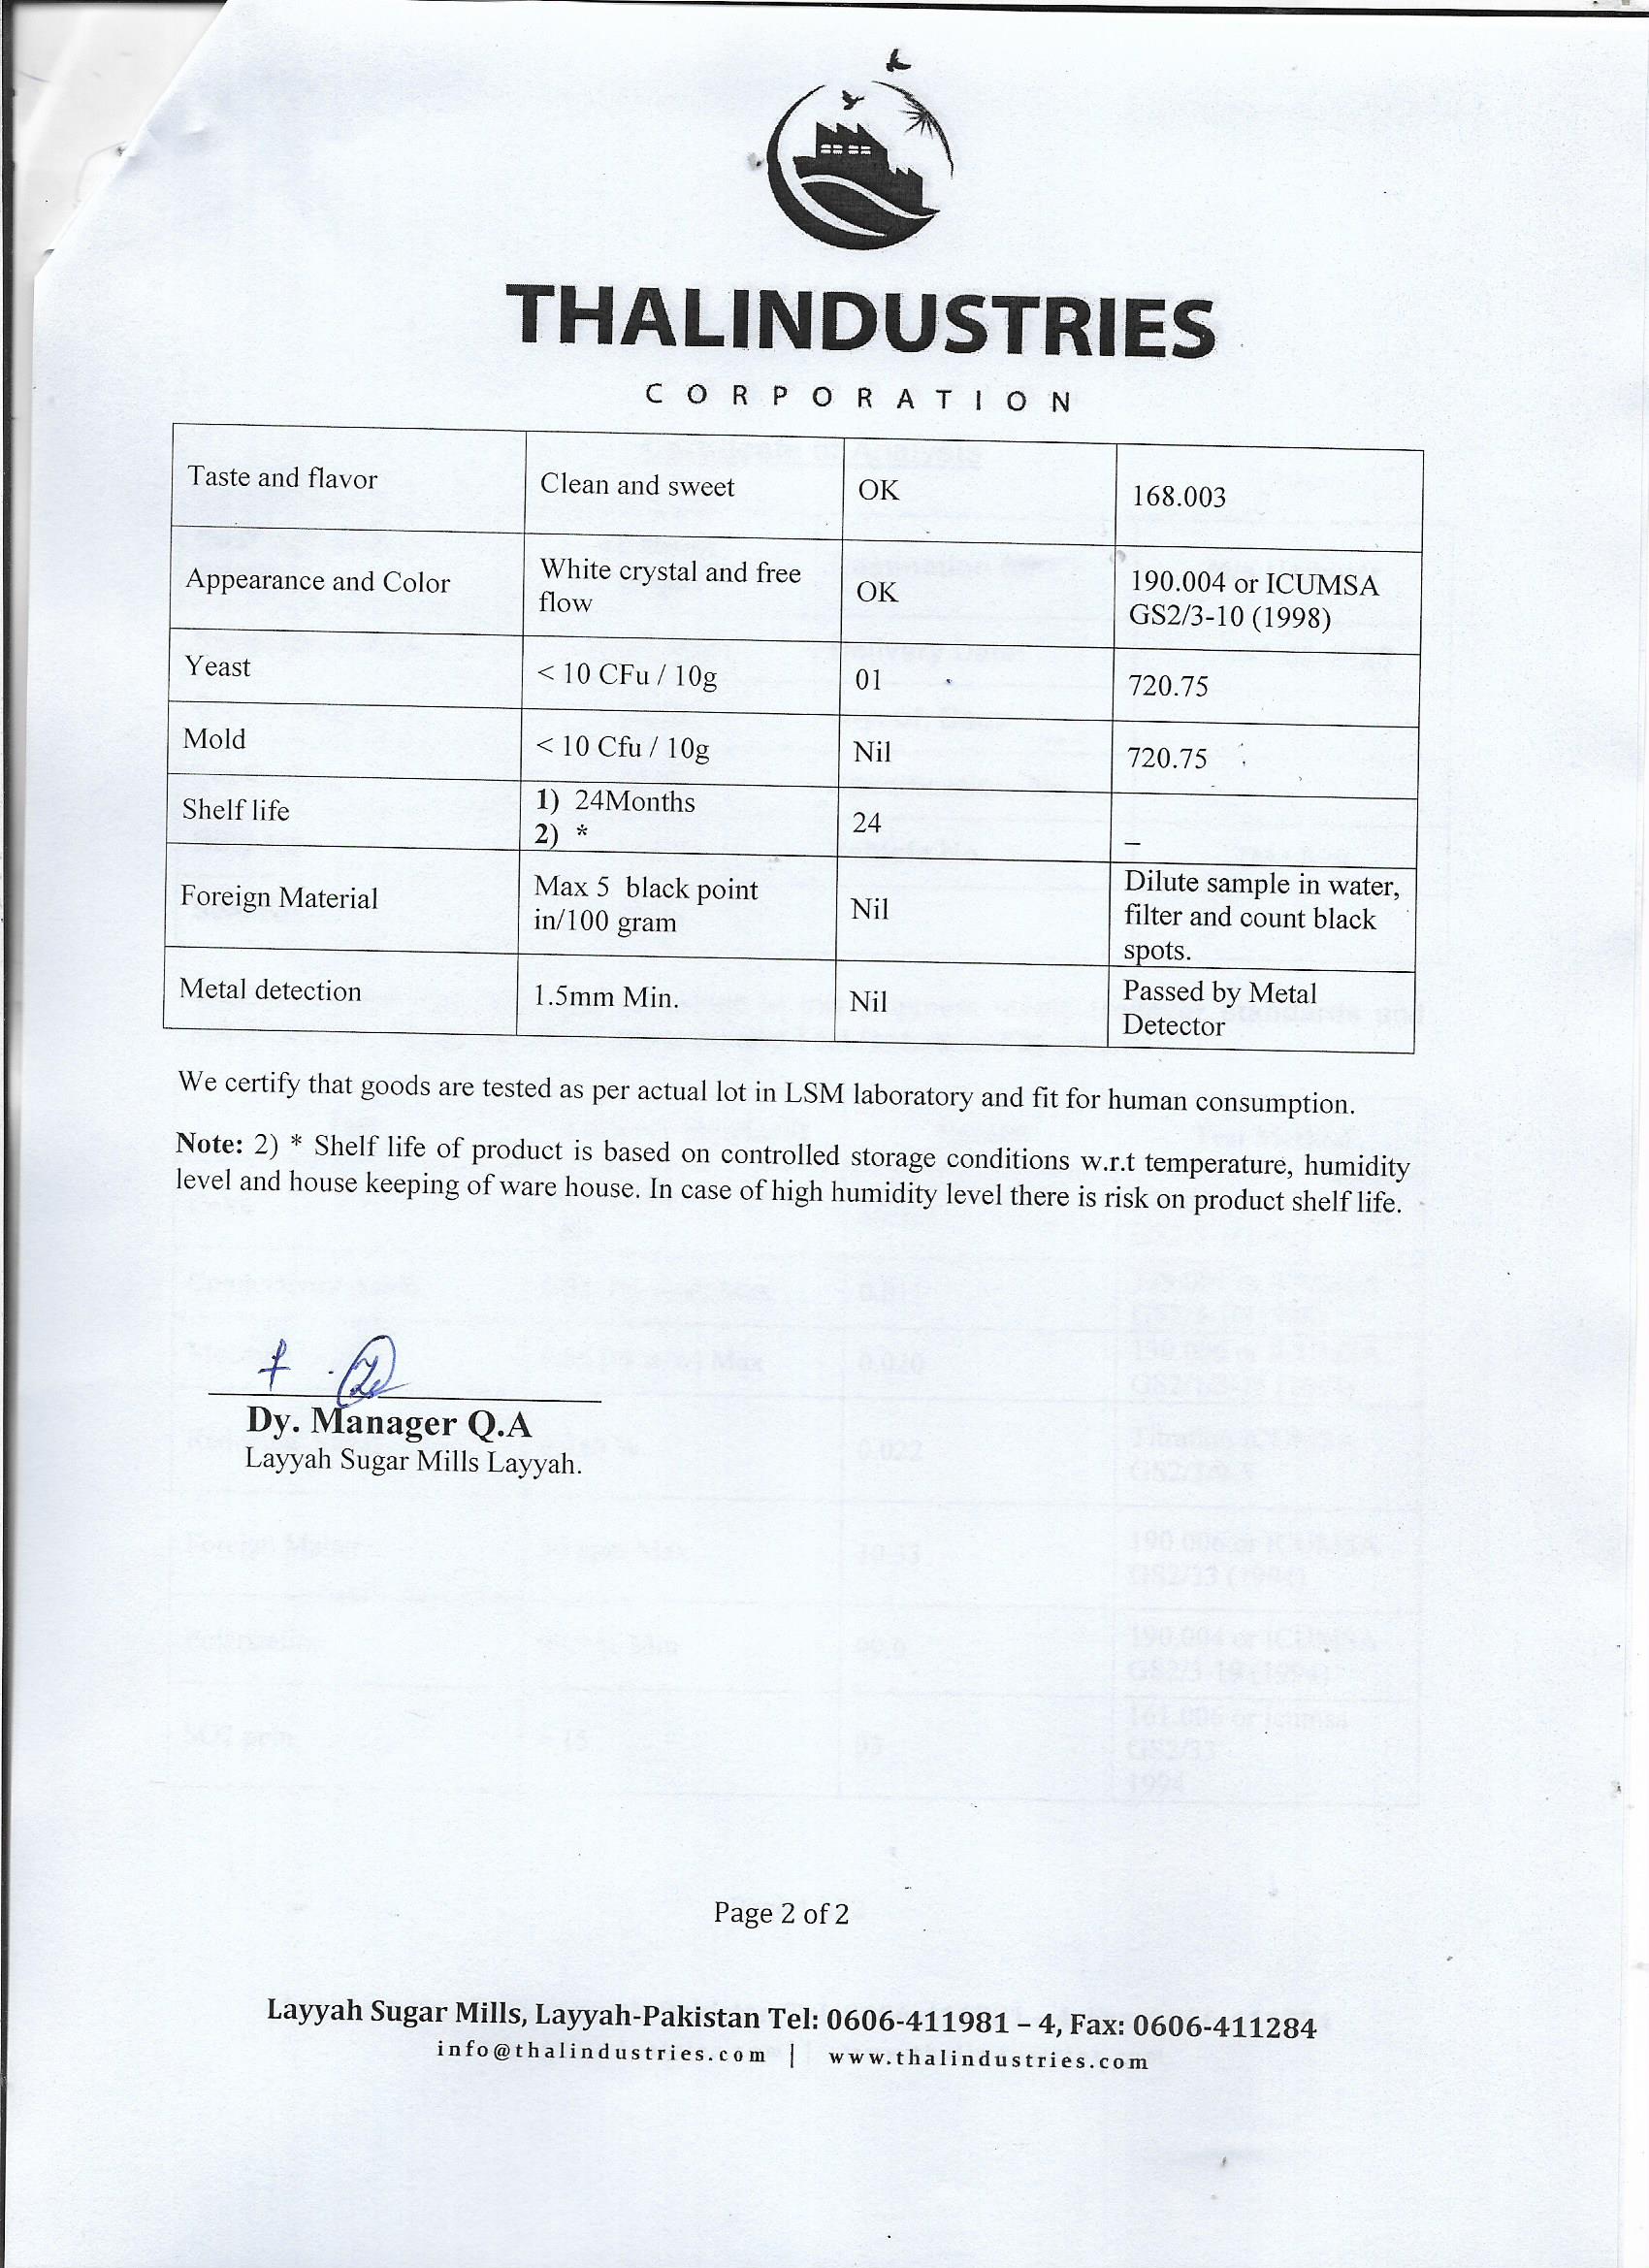 THALINDUSTRIES
CORPORATION
Taste and flavor Clean and sweet OK 168.003
Appearance and Color White crystal and free flow OK 190.004 or ICUMSA GS2/3-10 (1998)
Yeast < 10 CFu / 10g 01 720.75
Mold < 10 Cfu / 10g Nil 720.75
Shelf life 1) 24Months 2) * 24 –
Foreign Material Max 5 black point in/100 gram Nil Dilute sample in water, filter and count black spots.
Metal detection 1.5mm Min. Nil Passed by Metal Detector
We certify that goods are tested as per actual lot in LSM laboratory and fit for human consumption.
Note: 2) * Shelf life of product is based on controlled storage conditions w.r.t temperature, humidity
level and house keeping of ware house. In case of high humidity level there is risk on product shelf life.
Dy. Manager Q.A
Layyah Sugar Mills Layyah.
Page 2 of 2
Layyah Sugar Mills, Layyah-Pakistan Tel: 0606-411981 – 4, Fax: 0606-411284
info@thalindustries.com | www.thalindustries.com